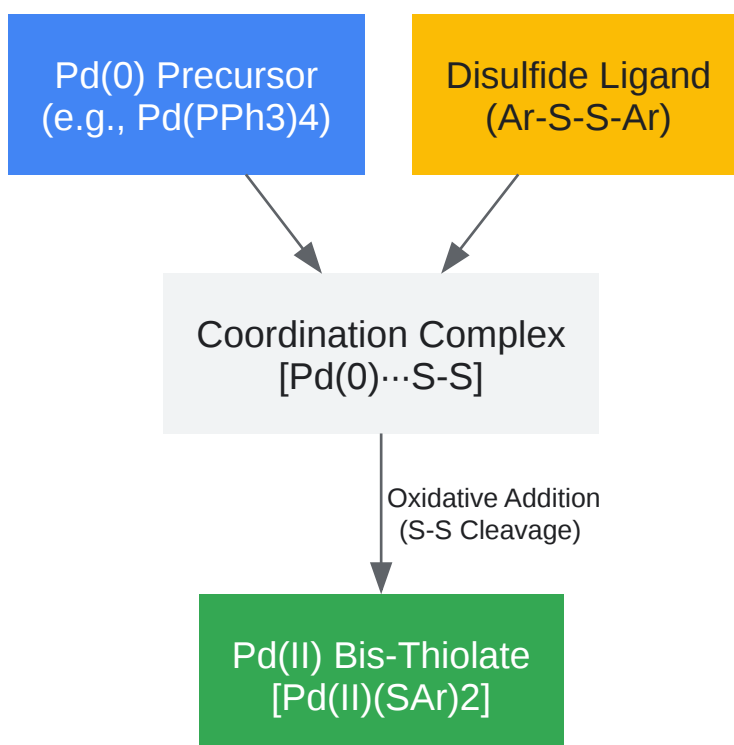 Pd(0) Precursor
(e.g., Pd(PPh3)4)
Disulfide Ligand
(Ar-S-S-Ar)
Coordination Complex
[Pd(0)···S-S]
Oxidative Addition
(S-S Cleavage)
Pd(II) Bis-Thiolate
[Pd(II)(SAr)2]